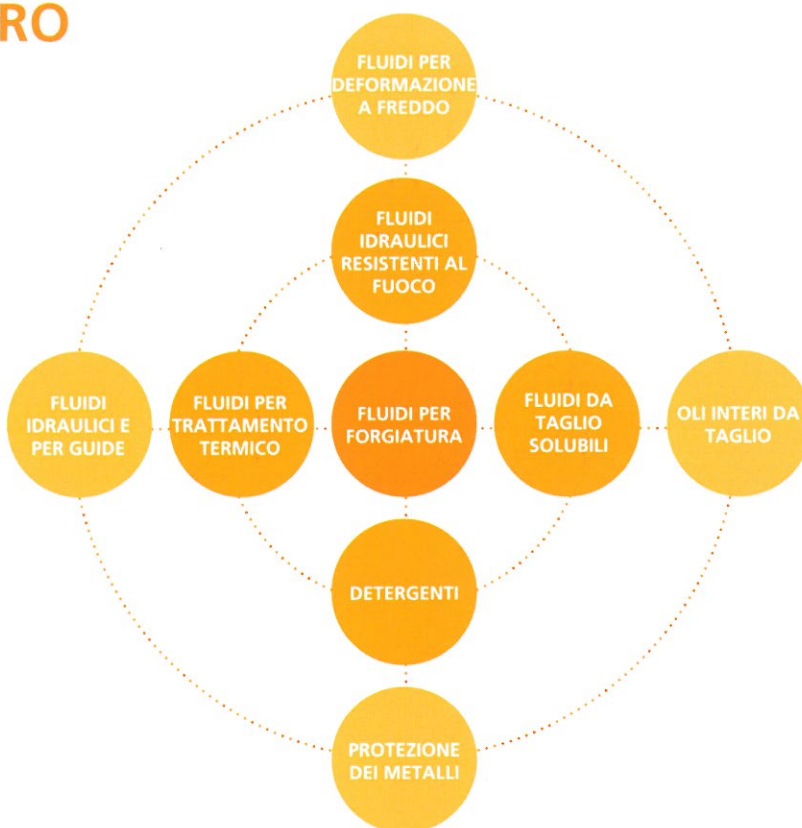 RO
FLUIDI PER
DEFORMAZIONE
A FREDDO
FLUIDI
IDRAULICI
RESISTENTI AL
FUOCO
FLUIDI
IDRAULICI E
PER GUIDE
FLUIDI PER
TRATTAMENTO
TERMICO
FLUIDI PER
FORGIATURA
FLUIDI DA
TAGLIO
SOLUBILI
OLI INTERI DA
TAGLIO
DETERGENTI
PROTEZIONE
DEI METALLI